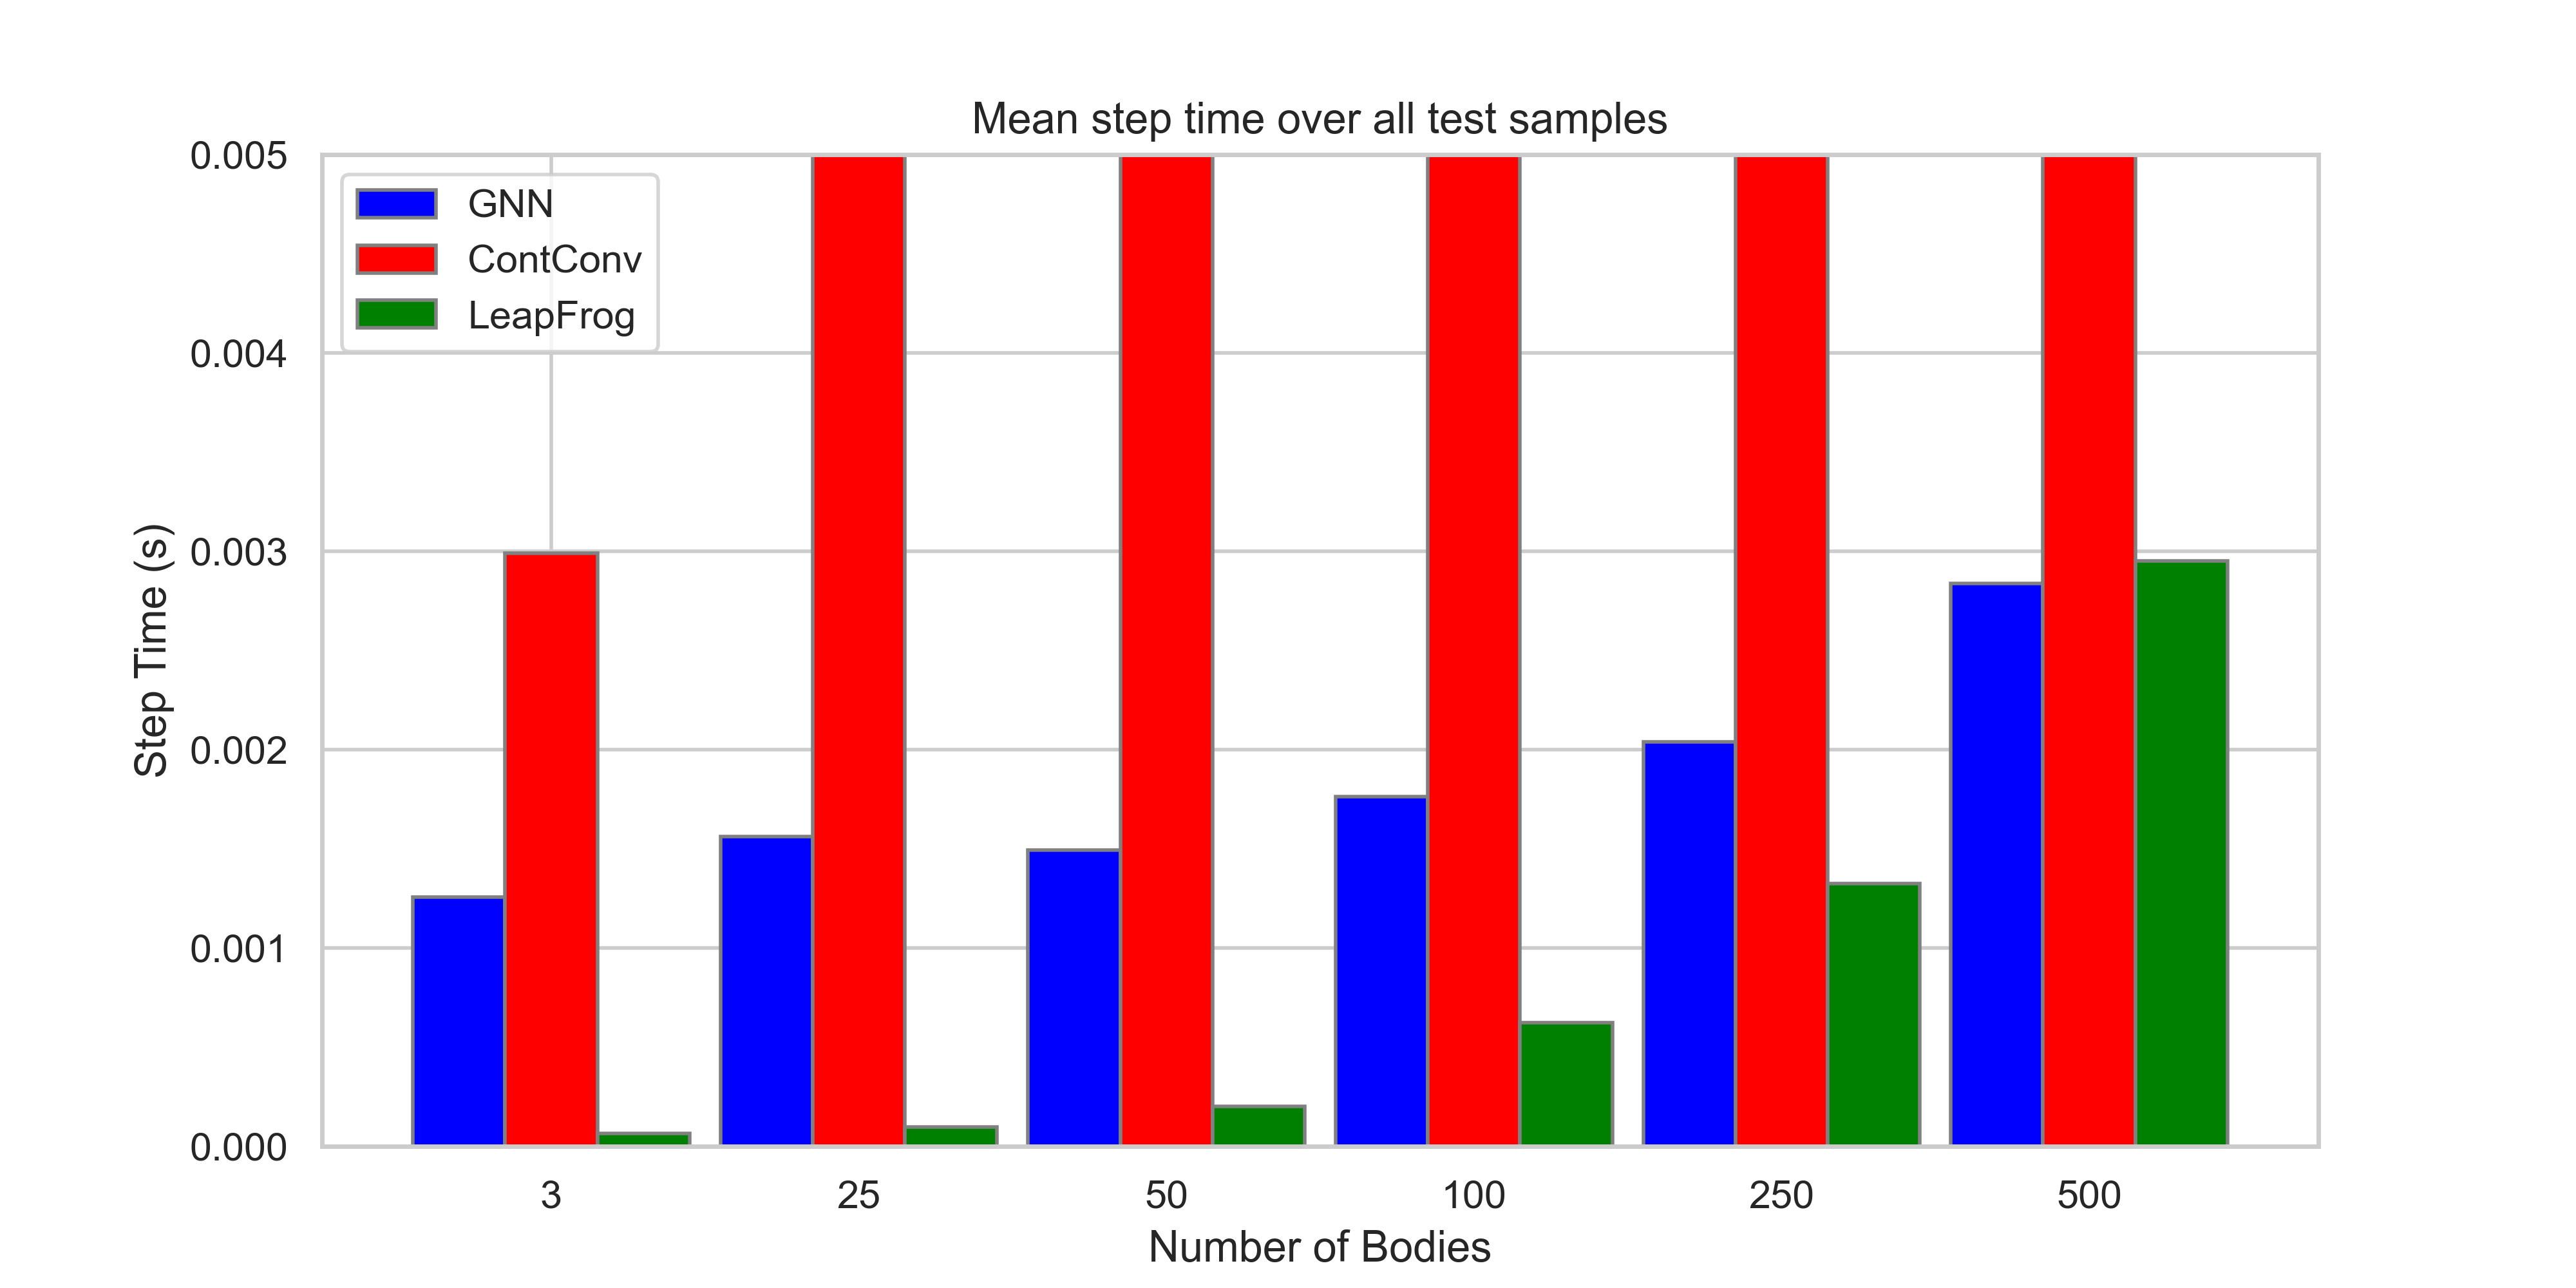 Mean step time over all test samples
GNN
ContConv
LeapFrog
Step Time (s)
0.005
0.004
0.003
0.002
0.001
0.000
3 25 50 100 250 500
Number of Bodies